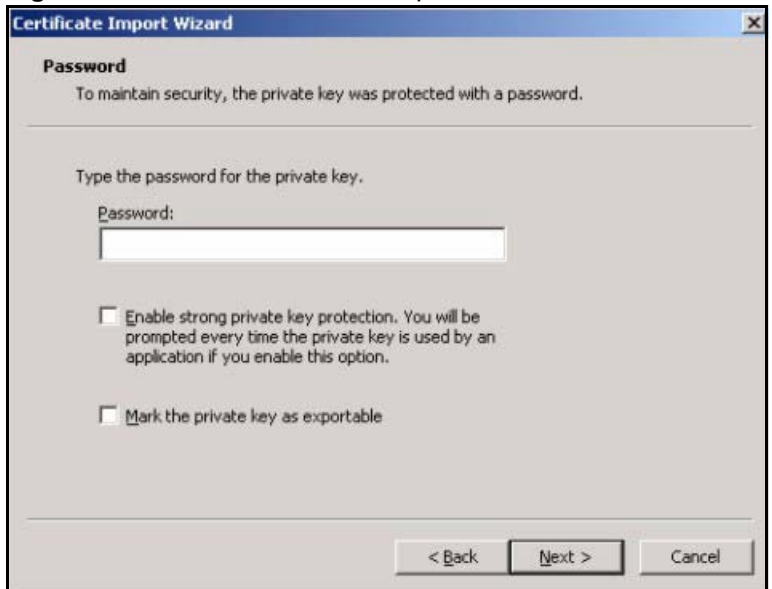 Certificate Import Wizard
Password
To maintain security, the private key was protected with a password.
Type the password for the private key.
Password:
Enable strong private key protection. You will be
prompted every time the private key is used by an
application if you enable this option.
Mark the private key as exportable
< Back Next > Cancel